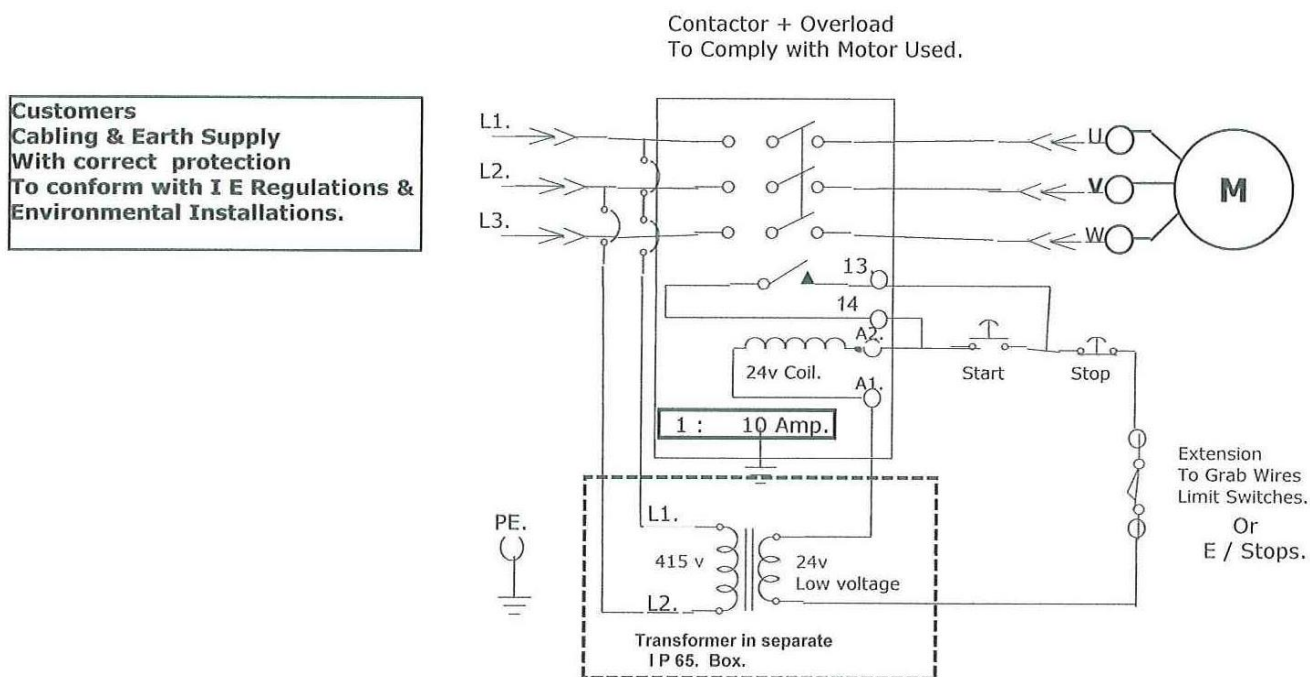 Contactor + Overload
To Comply with Motor Used.
Customers
Cabling & Earth Supply
With correct protection
To conform with I E Regulations &
Environmental Installations.
L1.
L2.
L3.
U
V
W
M
13.
14
A2.
24v Coil.
A1.
Start
Stop
1 : 10 Amp.
Extension
To Grab Wires
Limit Switches.
Or
E / Stops.
PE.
L1.
415 v
L2.
24v
Low voltage
Transformer in separate
I P 65. Box.